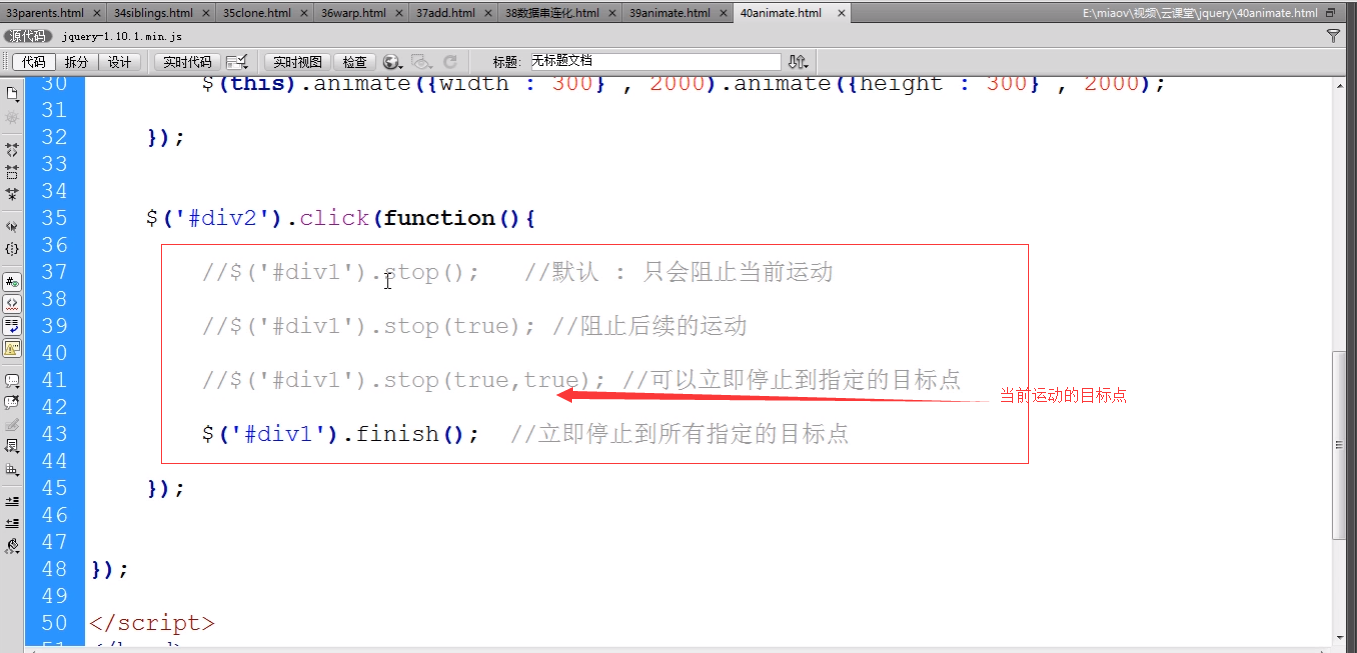 33parents.html × 34siblings.html × 35clone.html × 36warp.html × 37add.html × 38数据串连化.html × 39animate.html × 40animate.html × E:\miaov\视频\云课堂\jquery\40animate.html
源代码 jquery-1.10.1.min.js
代码 拆分 设计 实时代码 实时视图 检查 标题: 无标题文档
30 $(this).animate({width : 300} , 2000).animate({height : 300} , 2000);
31
32 });
33
34
35 $('#div2').click(function(){
36
37 //$('#div1').stop(); //默认 : 只会阻止当前运动
38
39 //$('#div1').stop(true); //阻止后续的运动
40
41 //$('#div1').stop(true,true); //可以立即停止到指定的目标点
当前运动的目标点
42
43 $('#div1').finish(); //立即停止到所有指定的目标点
44
45 });
46
47
48 });
49
50 </script>